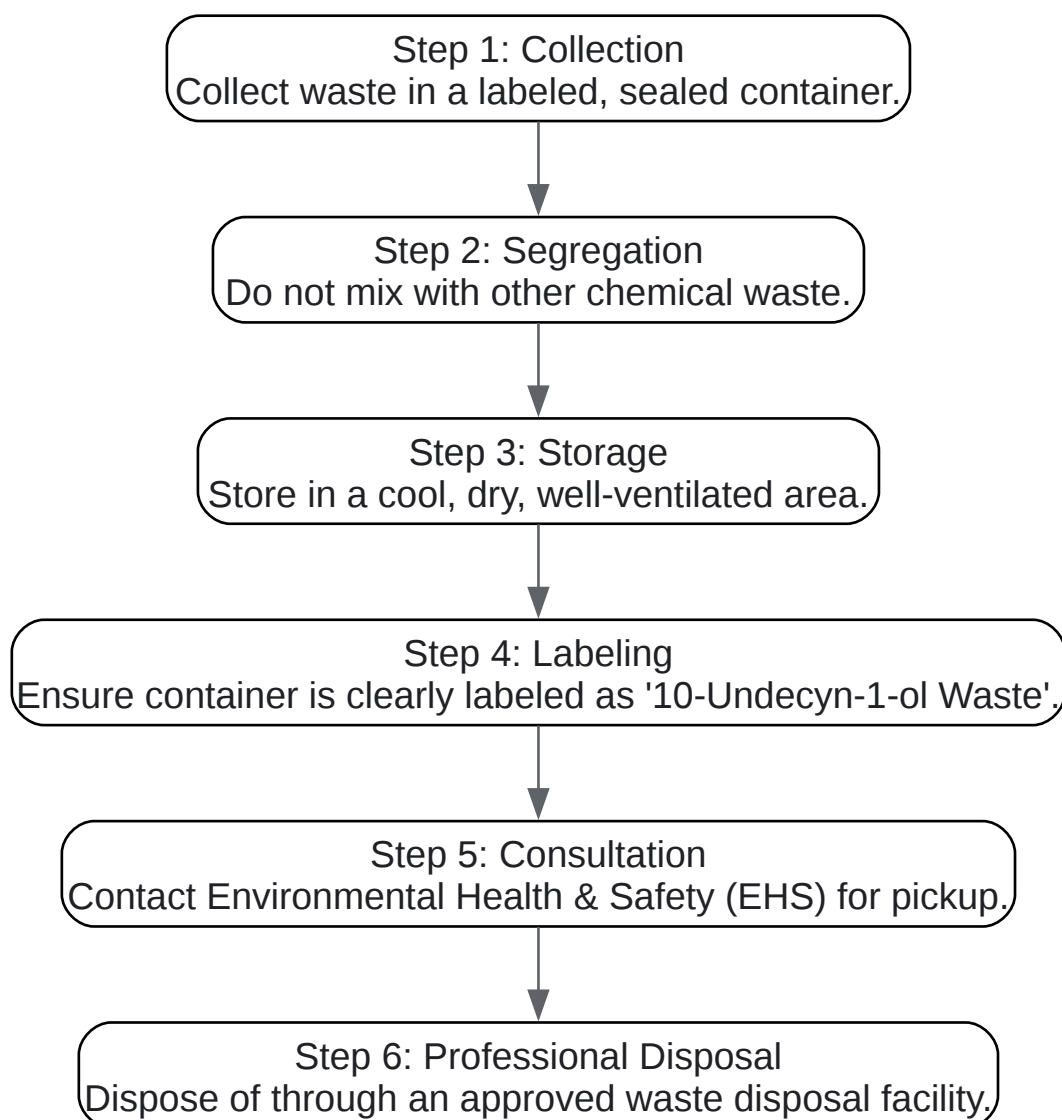 Step 1: Collection
Collect waste in a labeled, sealed container.
Step 2: Segregation
Do not mix with other chemical waste.
Step 3: Storage
Store in a cool, dry, well-ventilated area.
Step 4: Labeling
Ensure container is clearly labeled as '10-Undecyn-1-ol Waste'.
Step 5: Consultation
Contact Environmental Health & Safety (EHS) for pickup.
Step 6: Professional Disposal
Dispose of through an approved waste disposal facility.